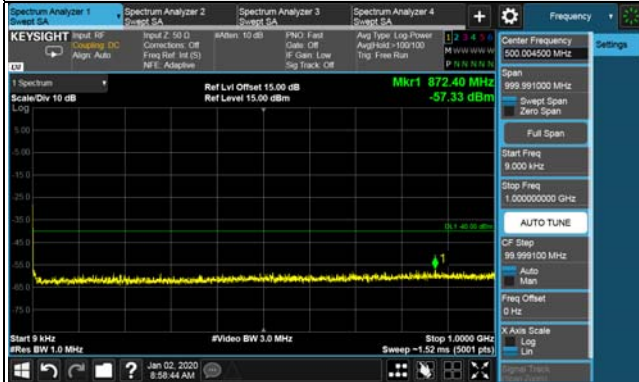 Spectrum Analyzer 1
Swept SA
Spectrum Analyzer 2
Swept SA
Spectrum Analyzer 3
Swept SA
Spectrum Analyzer 4
Swept SA
+
Frequency
KEYSIGHT
Input: RF
Coupling: DC
Align: Auto
Input Z: 50 Ω
Corrections: Off
Freq Ref: Int (S)
NFE: Adaptive
#Atten: 10 dB
PNO: Fast
Gate: Off
IF Gain: Low
Sig Track: Off
Avg Type: Log-Power
Avg|Hold:>100/100
Trig: Free Run
1 2 3 4 5 6
M W W W W W
P N N N N N
LXI
1 Spectrum
Scale/Div 10 dB
Log
Ref Lvl Offset 15.00 dB
Ref Level 15.00 dBm
Mkr1 872.40 MHz
-57.33 dBm
5.00
-5.00
-15.0
-25.0
-35.0
-45.0
-55.0
-65.0
-75.0
1
Start 9 kHz
#Res BW 1.0 MHz
#Video BW 3.0 MHz
Stop 1.0000 GHz
Sweep ~1.52 ms (5001 pts)
Center Frequency
500.004500 MHz
Settings
Span
999.991000 MHz
Swept Span
Zero Span
Full Span
Start Freq
9.000 kHz
Stop Freq
1.000000000 GHz
AUTO TUNE
CF Step
99.999100 MHz
Auto
Man
Freq Offset
0 Hz
X Axis Scale
Log
Lin
Signal Track
(Span Zoom)
?
Jan 02, 2020
8:58:44 AM